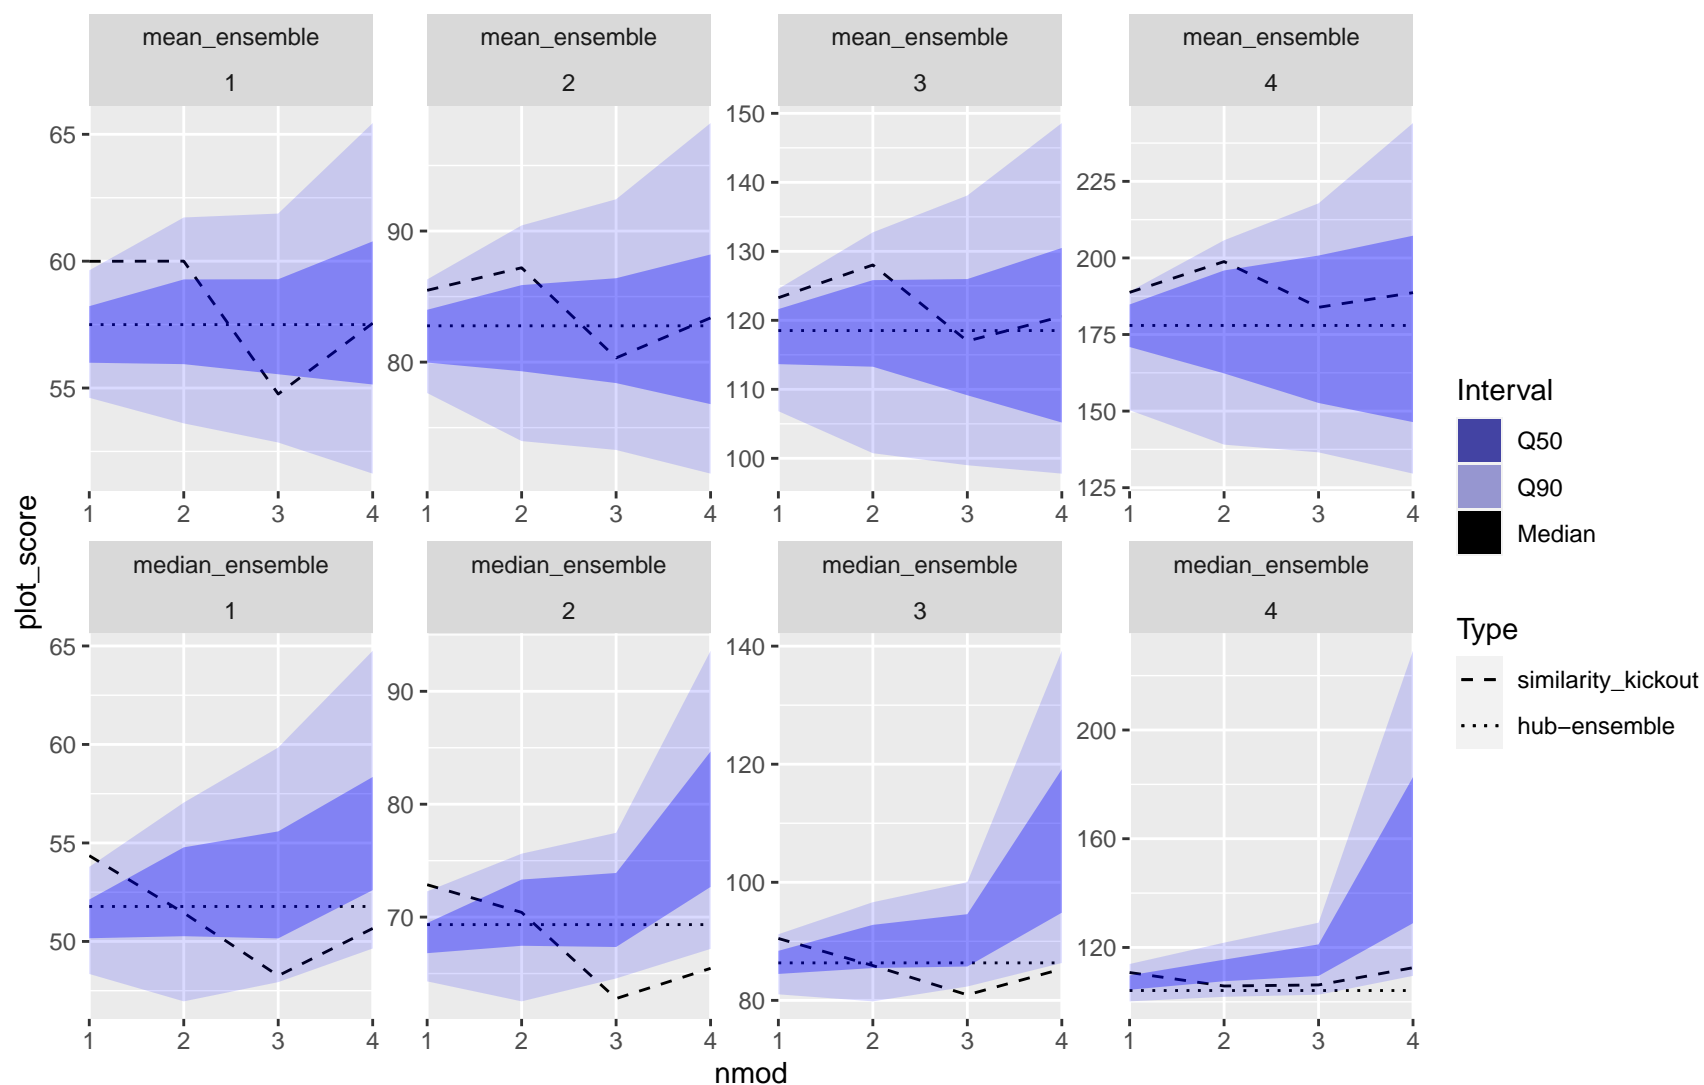 mean_ensemble mean_ensemble mean_ensemble mean_ensemble
1 2 3 4
65
60
55
90
80
150
140
130
120
110
100
225
200
175
150
125
1 2 3 4 1 2 3 4 1 2 3 4 1 2 3 4
median_ensemble median_ensemble median_ensemble median_ensemble
1 2 3 4
65
60
55
50
90
80
70
140
120
100
80
200
160
120
1 2 3 4 1 2 3 4 1 2 3 4 1 2 3 4
plot_score
nmod
Interval
Q50
Q90
Median
Type
similarity_kickout
hub−ensemble